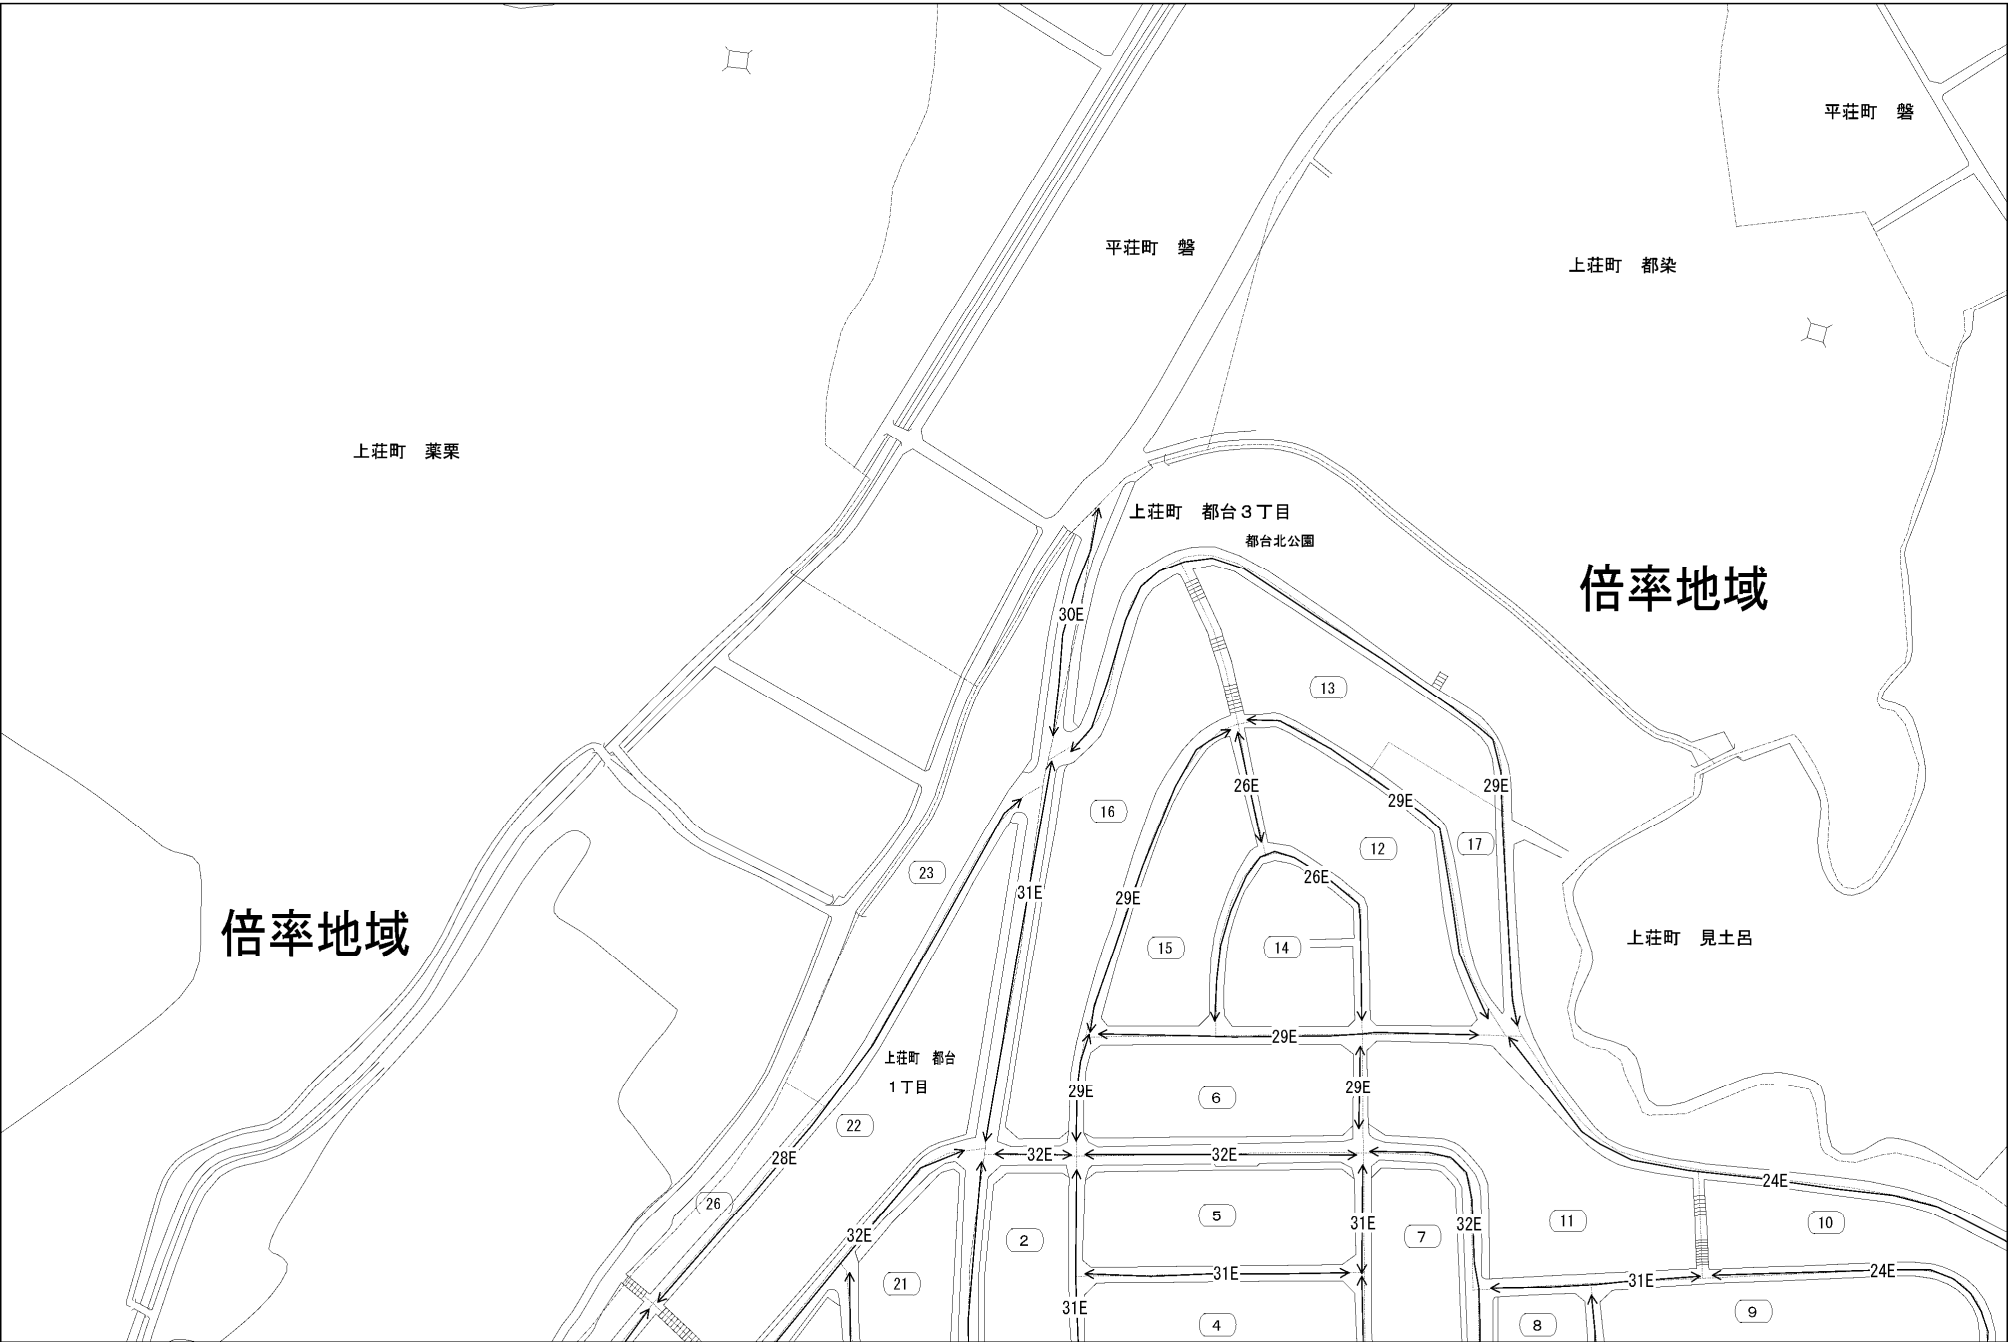 平荘町　磐
平荘町　磐
上荘町　都染
上荘町　薬栗
上荘町　都台３丁目
都台北公園
倍率地域
30E
13
26E
29E
29E
16
12
17
23
26E
31E
29E
倍率地域
15
14
上荘町　見土呂
29E
上荘町　都台
１丁目
29E
29E
6
22
32E
32E
28E
24E
26
5
31E
32E
11
10
7
32E
2
31E
31E
24E
21
31E
9
4
8